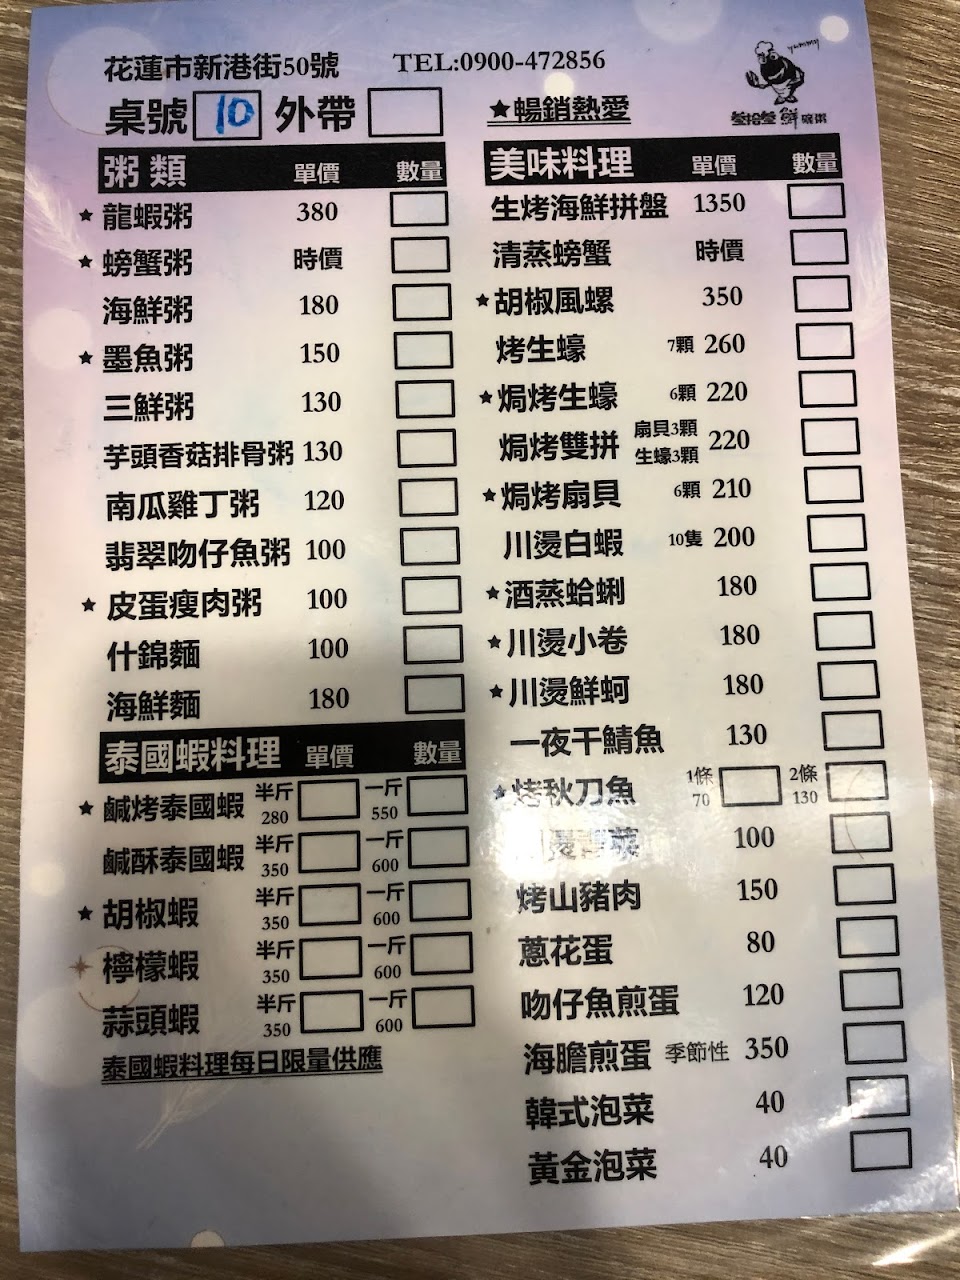 花蓮市新港街50號 TEL:0900-472856
yummy
桌號 10 外帶
★暢銷熱愛
鮮
粥類 單價 數量
★ 龍蝦粥 380
★ 螃蟹粥 時價
海鮮粥 180
★ 墨魚粥 150
三鮮粥 130
芋頭香菇排骨粥 130
南瓜雞丁粥 120
翡翠吻仔魚粥 100
★ 皮蛋瘦肉粥 100
什錦麵 100
海鮮麵 180
泰國蝦料理 單價 數量
★ 鹹烤泰國蝦 半斤 280 一斤 550
鹹酥泰國蝦 半斤 350 一斤 600
★ 胡椒蝦 半斤 350 一斤 600
檸檬蝦 半斤 350 一斤 600
蒜頭蝦 半斤 350 一斤 600
泰國蝦料理每日限量供應
美味料理 單價 數量
生烤海鮮拼盤 1350
清蒸螃蟹 時價
★ 胡椒風螺 350
烤生蠔 7顆 260
★ 焗烤生蠔 6顆 220
焗烤雙拼 扇貝3顆 生蠔3顆 220
★ 焗烤扇貝 6顆 210
川燙白蝦 10隻 200
★ 酒蒸蛤蜊 180
★ 川燙小卷 180
★ 川燙鮮蚵 180
一夜干鯖魚 130
★ 烤秋刀魚 1條 70 2條 130
燙青菜 100
烤山豬肉 150
蔥花蛋 80
吻仔魚煎蛋 120
海膽煎蛋 季節性 350
韓式泡菜 40
黃金泡菜 40